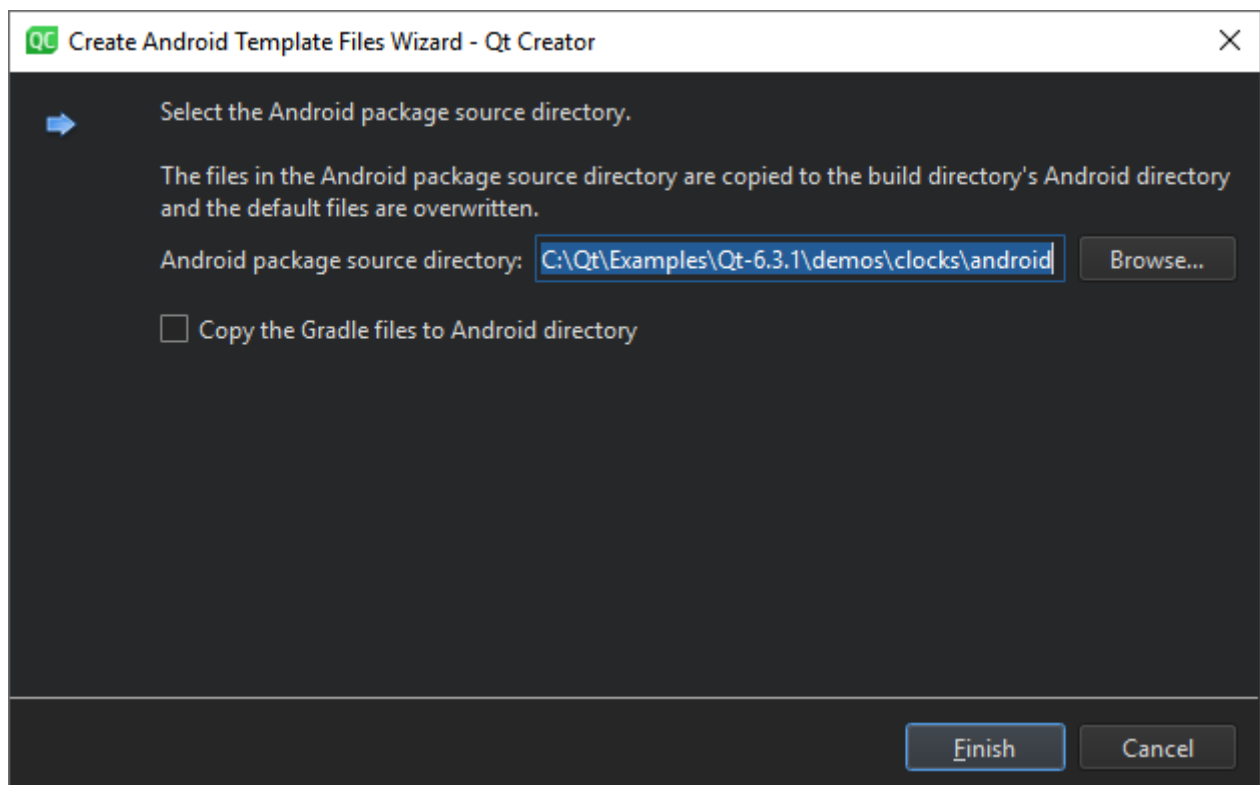 QC Create Android Template Files Wizard - Qt Creator
Select the Android package source directory.
The files in the Android package source directory are copied to the build directory's Android directory
and the default files are overwritten.
Android package source directory: C:\Qt\Examples\Qt-6.3.1\demos\clocks\android Browse...
Copy the Gradle files to Android directory
Finish Cancel